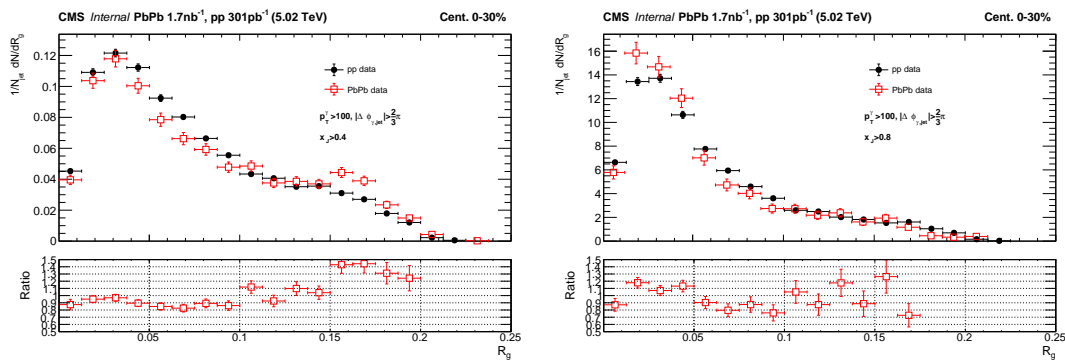 CMS Internal PbPb 1.7nb⁻¹, pp 301pb⁻¹ (5.02 TeV) Cent. 0-30%
1/N_jet dN/dR_g
0.12
0.1
0.08
0.06
0.04
0.02
0
pp data
PbPb data
p_T^γ>100, |Δ φ_γ,jet|>2/3π
x_J>0.4
Ratio
1.5
1.4
1.3
1.2
1.1
1.0
0.9
0.8
0.7
0.6
0.5
0.05 0.1 0.15 0.2 0.25
R_g
CMS Internal PbPb 1.7nb⁻¹, pp 301pb⁻¹ (5.02 TeV) Cent. 0-30%
1/N_jet dN/dR_g
16
14
12
10
8
6
4
2
0
pp data
PbPb data
p_T^γ>100, |Δ φ_γ,jet|>2/3π
x_J>0.8
Ratio
1.5
1.4
1.3
1.2
1.1
1.0
0.9
0.8
0.7
0.6
0.5
0.05 0.1 0.15 0.2 0.25
R_g